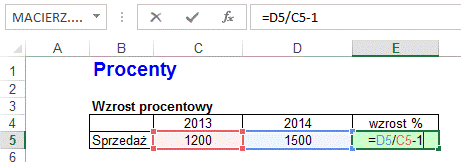 MACIERZ.... =D5/C5-1
A B C D E
1 Procenty
2
3 Wzrost procentowy
4 2013 2014 wzrost %
5 Sprzedaż 1200 1500 =D5/C5-1
6